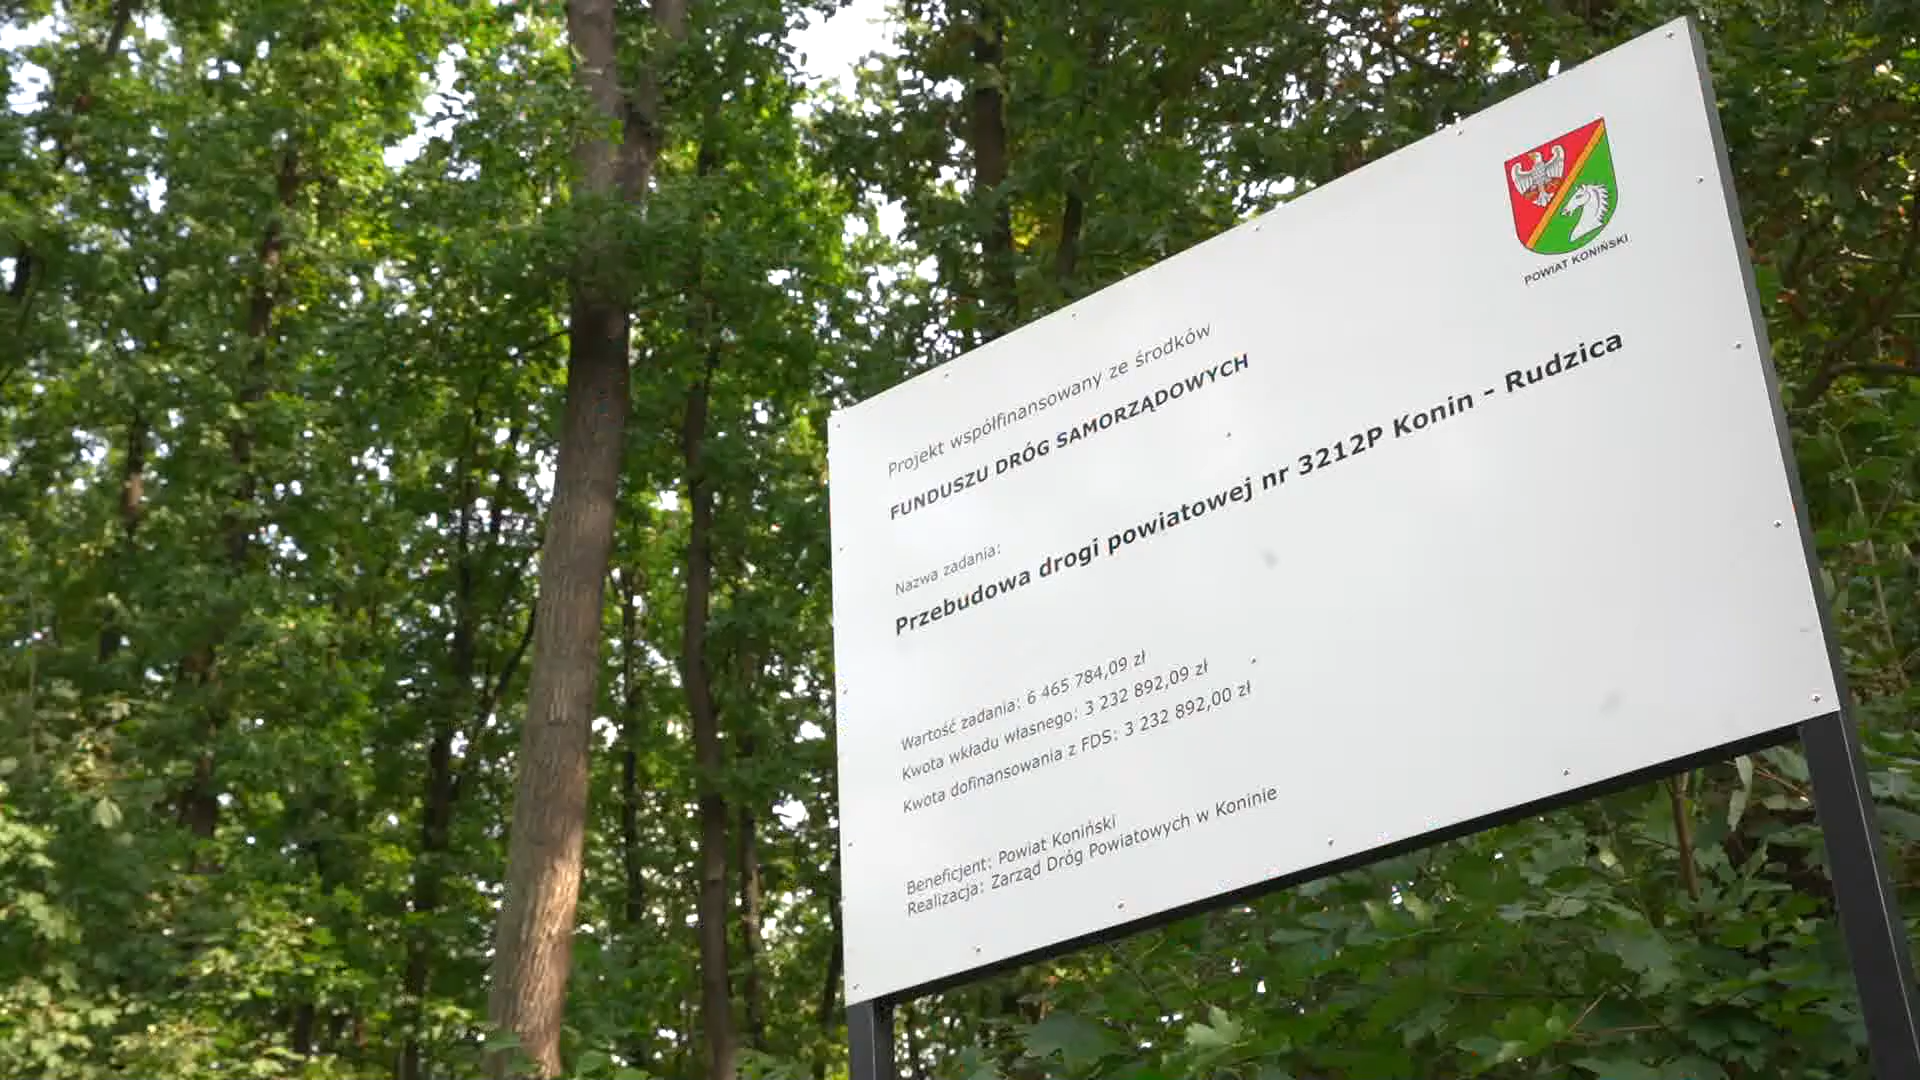 POWIAT KONIŃSKI
Projekt współfinansowany ze środków
FUNDUSZU DRÓG SAMORZĄDOWYCH
Nazwa zadania:
Przebudowa drogi powiatowej nr 3212P Konin - Rudzica
Wartość zadania: 6 465 784,09 zł
Kwota wkładu własnego: 3 232 892,09 zł
Kwota dofinansowania z FDS: 3 232 892,00 zł
Beneficjent: Powiat Koniński
Realizacja: Zarząd Dróg Powiatowych w Koninie